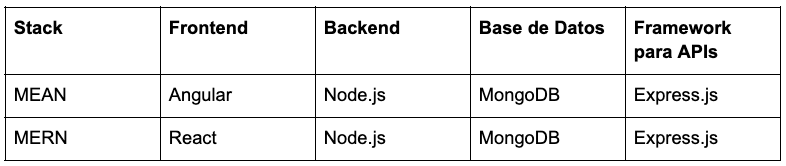 Stack Frontend Backend Base de Datos Framework
para APIs
MEAN Angular Node.js MongoDB Express.js
MERN React Node.js MongoDB Express.js